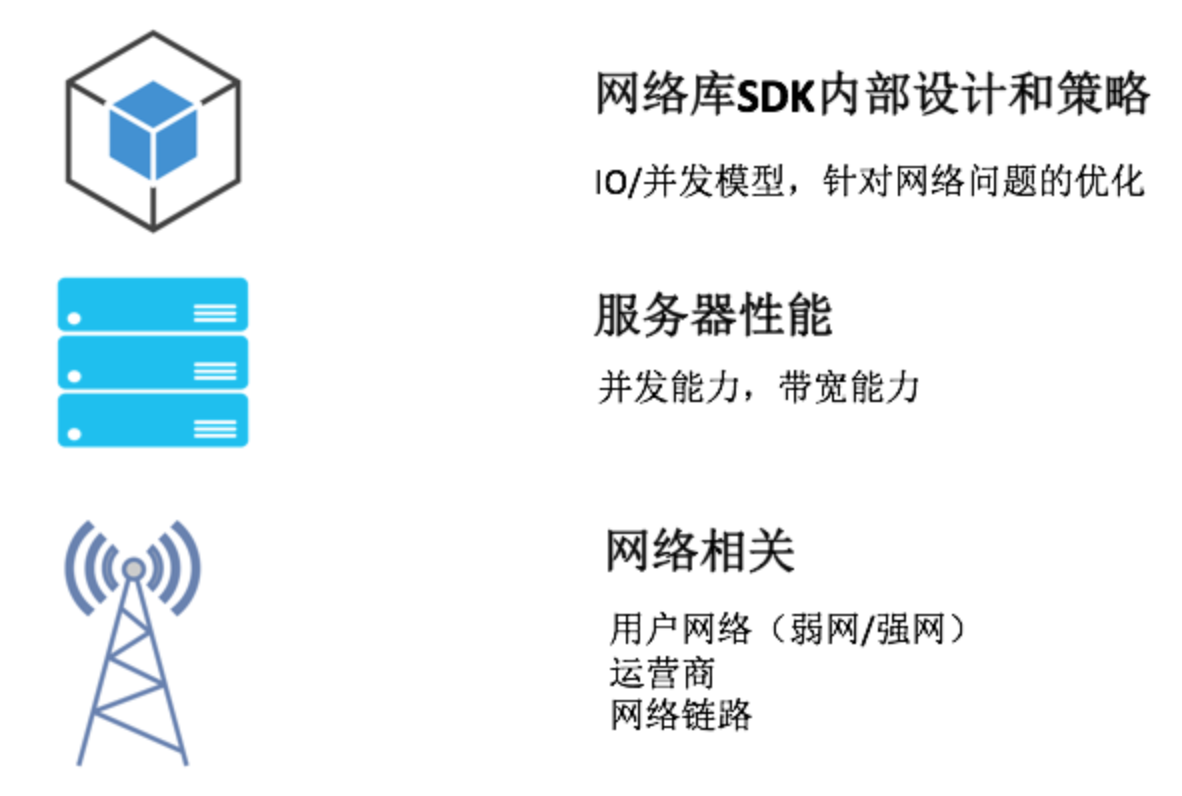 网络库SDK内部设计和策略
IO/并发模型，针对网络问题的优化
服务器性能
并发能力，带宽能力
网络相关
用户网络（弱网/强网）
运营商
网络链路